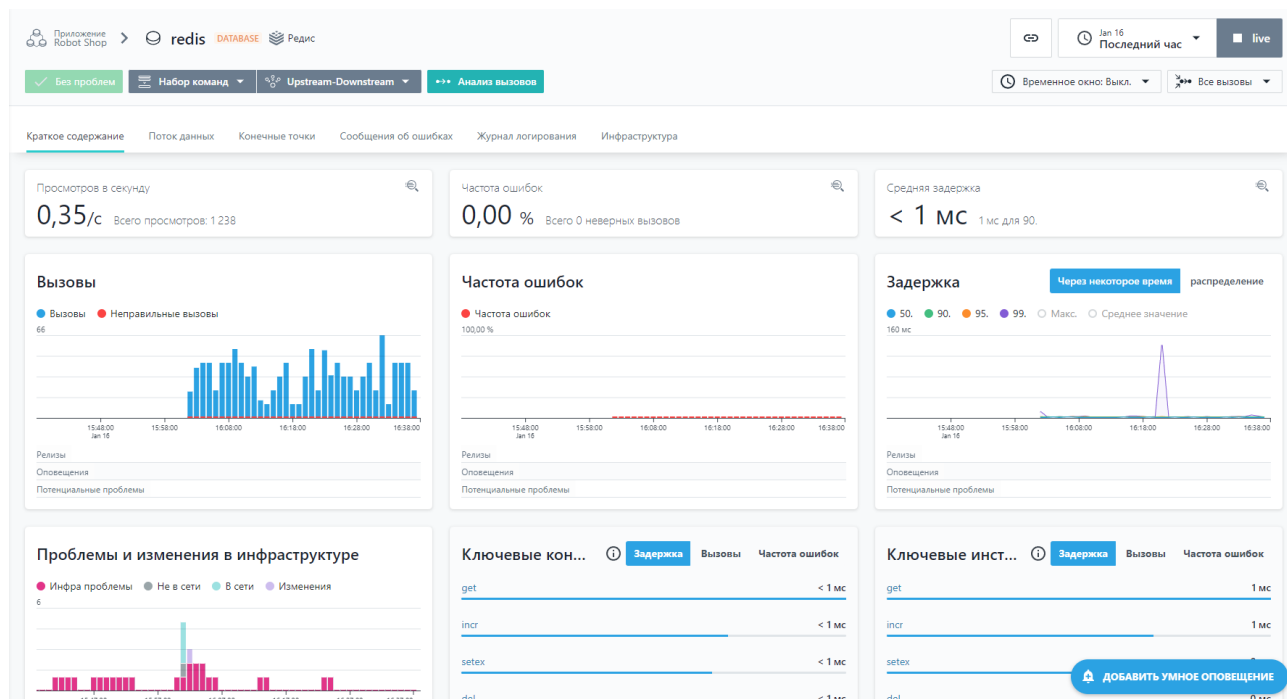 Приложение
Robot Shop
redis DATABASE Редис
Jan 16
Последний час
live
Без проблем
Набор команд
Upstream-Downstream
Анализ вызовов
Временное окно: Выкл.
Все вызовы
Краткое содержание Поток данных Конечные точки Сообщения об ошибках Журнал логирования Инфраструктура
Просмотров в секунду
0,35/с Всего просмотров: 1 238
Частота ошибок
0,00 % Всего 0 неверных вызовов
Средняя задержка
< 1 мс 1 мс для 90.
Вызовы
Вызовы Неправильные вызовы
66
15:48:00 15:58:00 16:08:00 16:18:00 16:28:00 16:38:00
Jan 16
Релизы
Оповещения
Потенциальные проблемы
Частота ошибок
Частота ошибок
100,00 %
15:48:00 15:58:00 16:08:00 16:18:00 16:28:00 16:38:00
Jan 16
Релизы
Оповещения
Потенциальные проблемы
Задержка Через некоторое время распределение
50. 90. 95. 99. Макс. Среднее значение
160 мс
15:48:00 15:58:00 16:08:00 16:18:00 16:28:00 16:38:00
Jan 16
Релизы
Оповещения
Потенциальные проблемы
Проблемы и изменения в инфраструктуре
Инфра проблемы Не в сети В сети Изменения
6
Ключевые кон... Задержка Вызовы Частота ошибок
get < 1 мс
incr < 1 мс
setex < 1 мс
del < 1 мс
Ключевые инст... Задержка Вызовы Частота ошибок
get 1 мс
incr 1 мс
setex
del 0 мс
ДОБАВИТЬ УМНОЕ ОПОВЕЩЕНИЕ